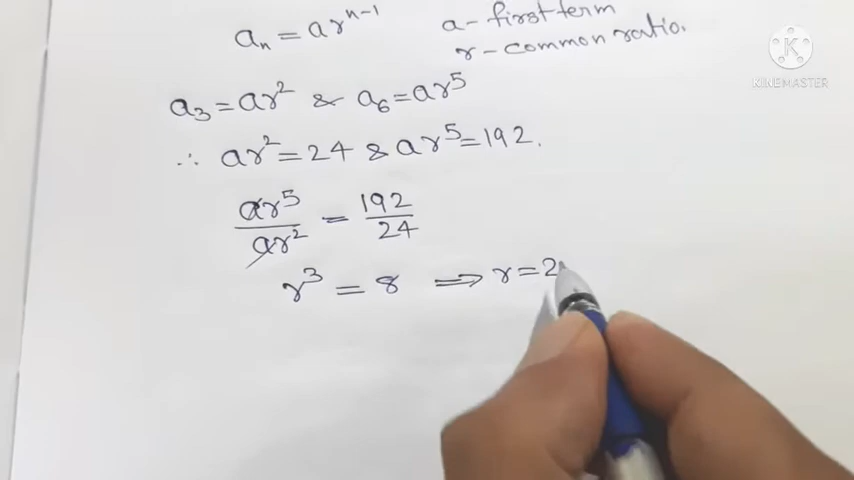 aₙ = arⁿ⁻¹ a - first term
r - common ratio.
K
KINEMASTER
a₃ = ar² & a₆ = ar⁵
∴ ar² = 24 & ar⁵ = 192.
ar⁵/ar² = 192/24
r³ = 8 ⟹ r = 2